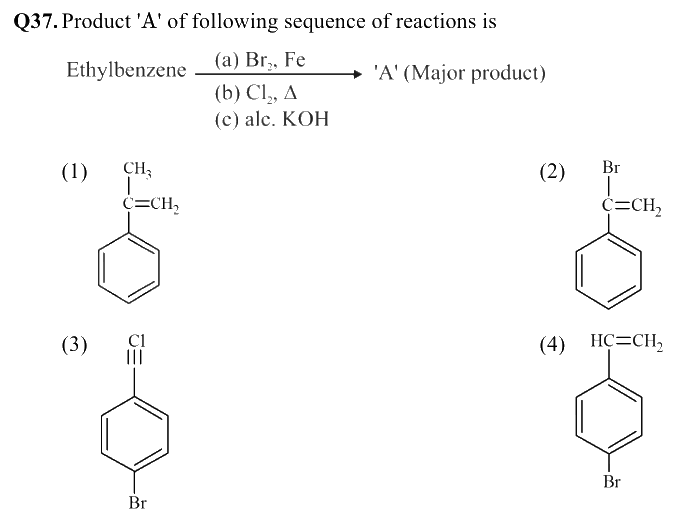 Q37. Product 'A' of following sequence of reactions is
Ethylbenzene (a) Br₂, Fe 'A' (Major product)
(b) Cl₂, Δ
(c) alc. KOH
(1) CH₃
C=CH₂
(2) Br
C=CH₂
(3) Cl
Br
(4) HC=CH₂
Br